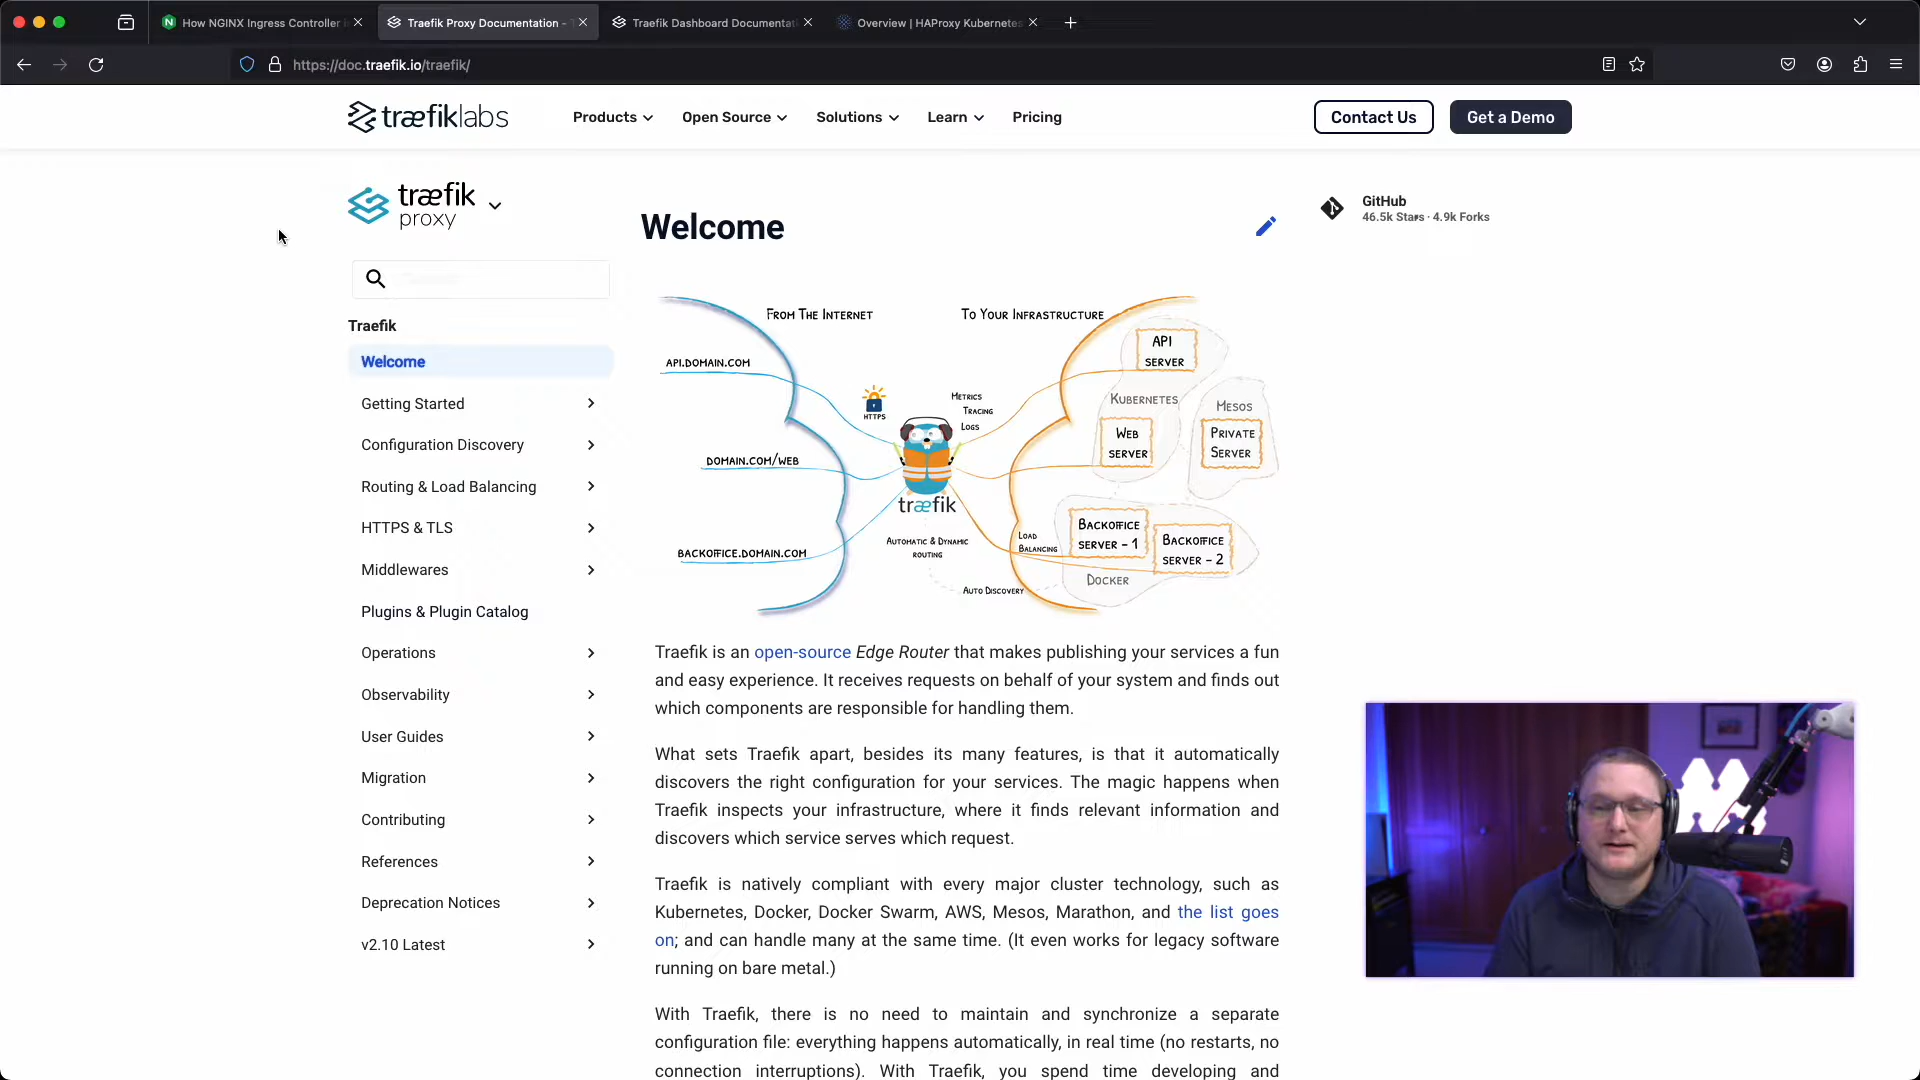 How NGINX Ingress Controller i
Traefik Proxy Documentation - T
Traefik Dashboard Documentat
Overview | HAProxy Kubernetes
https://doc.traefik.io/traefik/
træfiklabs
Products
Open Source
Solutions
Learn
Pricing
Contact Us
Get a Demo
træfik
proxy
Traefik
Welcome
Getting Started
Configuration Discovery
Routing & Load Balancing
HTTPS & TLS
Middlewares
Plugins & Plugin Catalog
Operations
Observability
User Guides
Migration
Contributing
References
Deprecation Notices
v2.10 Latest
Welcome
GitHub
46.5k Stars · 4.9k Forks
FROM THE INTERNET
TO YOUR INFRASTRUCTURE
API.DOMAIN.COM
DOMAIN.COM/WEB
BACKOFFICE.DOMAIN.COM
HTTPS
METRICS
TRACING
LOGS
træfik
AUTOMATIC & DYNAMIC
ROUTING
AUTO DISCOVERY
LOAD
BALANCING
API
SERVER
KUBERNETES
WEB
SERVER
MESOS
PRIVATE
SERVER
BACKOFFICE
SERVER - 1
BACKOFFICE
SERVER - 2
DOCKER
Traefik is an open-source Edge Router that makes publishing your services a fun
and easy experience. It receives requests on behalf of your system and finds out
which components are responsible for handling them.
What sets Traefik apart, besides its many features, is that it automatically
discovers the right configuration for your services. The magic happens when
Traefik inspects your infrastructure, where it finds relevant information and
discovers which service serves which request.
Traefik is natively compliant with every major cluster technology, such as
Kubernetes, Docker, Docker Swarm, AWS, Mesos, Marathon, and the list goes
on; and can handle many at the same time. (It even works for legacy software
running on bare metal.)
With Traefik, there is no need to maintain and synchronize a separate
configuration file: everything happens automatically, in real time (no restarts, no
connection interruptions). With Traefik, you spend time developing and